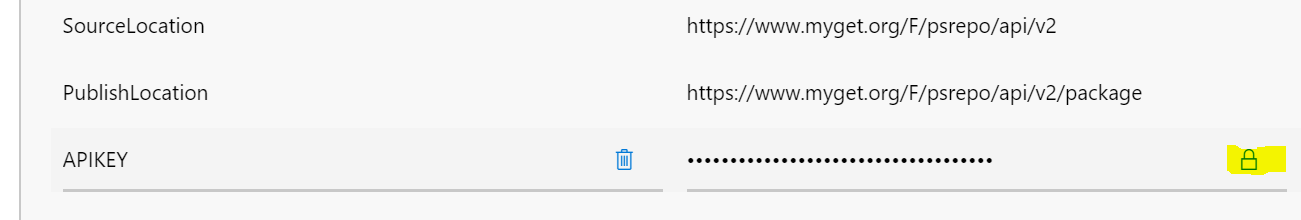 SourceLocation https://www.myget.org/F/psrepo/api/v2
PublishLocation https://www.myget.org/F/psrepo/api/v2/package
APIKEY ••••••••••••••••••••••••••••••••••••